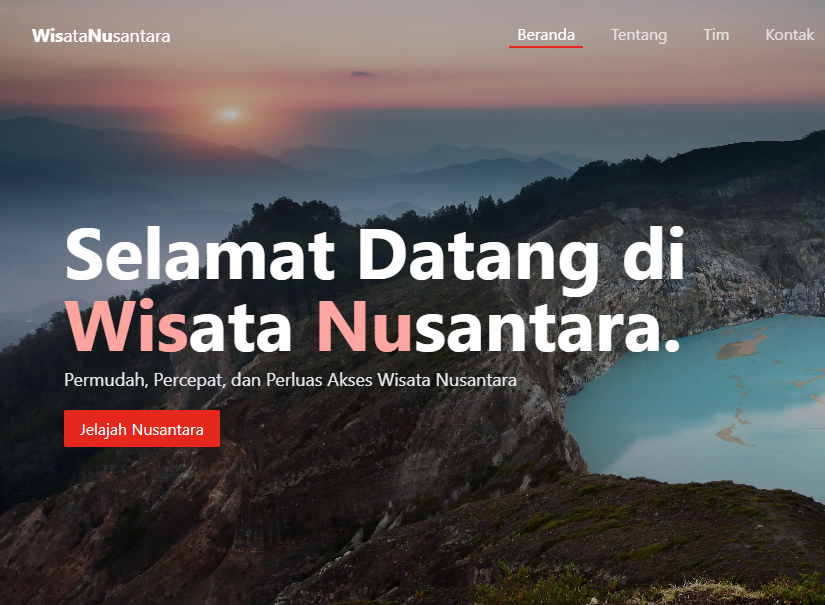 WisataNusantara
Beranda Tentang Tim Kontak
Selamat Datang di
Wisata Nusantara.
Permudah, Percepat, dan Perluas Akses Wisata Nusantara
Jelajah Nusantara